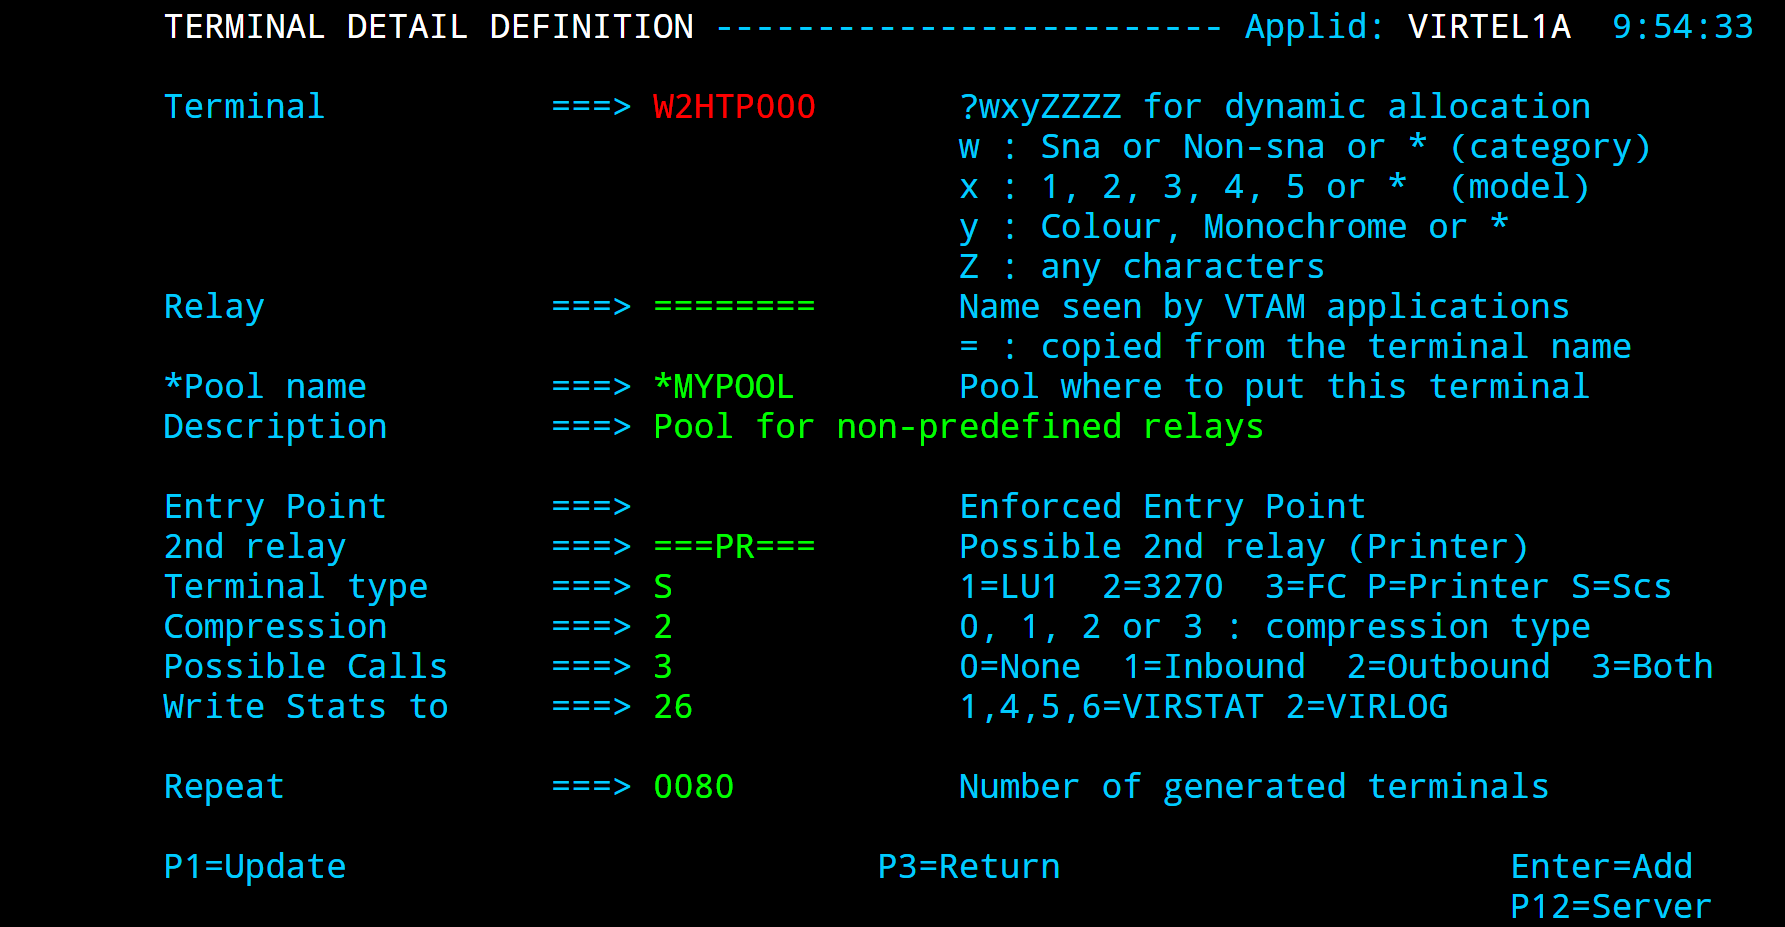 TERMINAL DETAIL DEFINITION ------------------------- Applid: VIRTEL1A  9:54:33
Terminal ===> W2HTP000 ?wxyZZZZ for dynamic allocation
w : Sna or Non-sna or * (category)
x : 1, 2, 3, 4, 5 or *  (model)
y : Colour, Monochrome or *
Z : any characters
Relay ===> ======== Name seen by VTAM applications
= : copied from the terminal name
*Pool name ===> *MYPOOL Pool where to put this terminal
Description ===> Pool for non-predefined relays
Entry Point ===> Enforced Entry Point
2nd relay ===> ===PR=== Possible 2nd relay (Printer)
Terminal type ===> S 1=LU1  2=3270  3=FC P=Printer S=Scs
Compression ===> 2 0, 1, 2 or 3 : compression type
Possible Calls ===> 3 0=None  1=Inbound  2=Outbound  3=Both
Write Stats to ===> 26 1,4,5,6=VIRSTAT 2=VIRLOG
Repeat ===> 0080 Number of generated terminals
P1=Update P3=Return Enter=Add
P12=Server